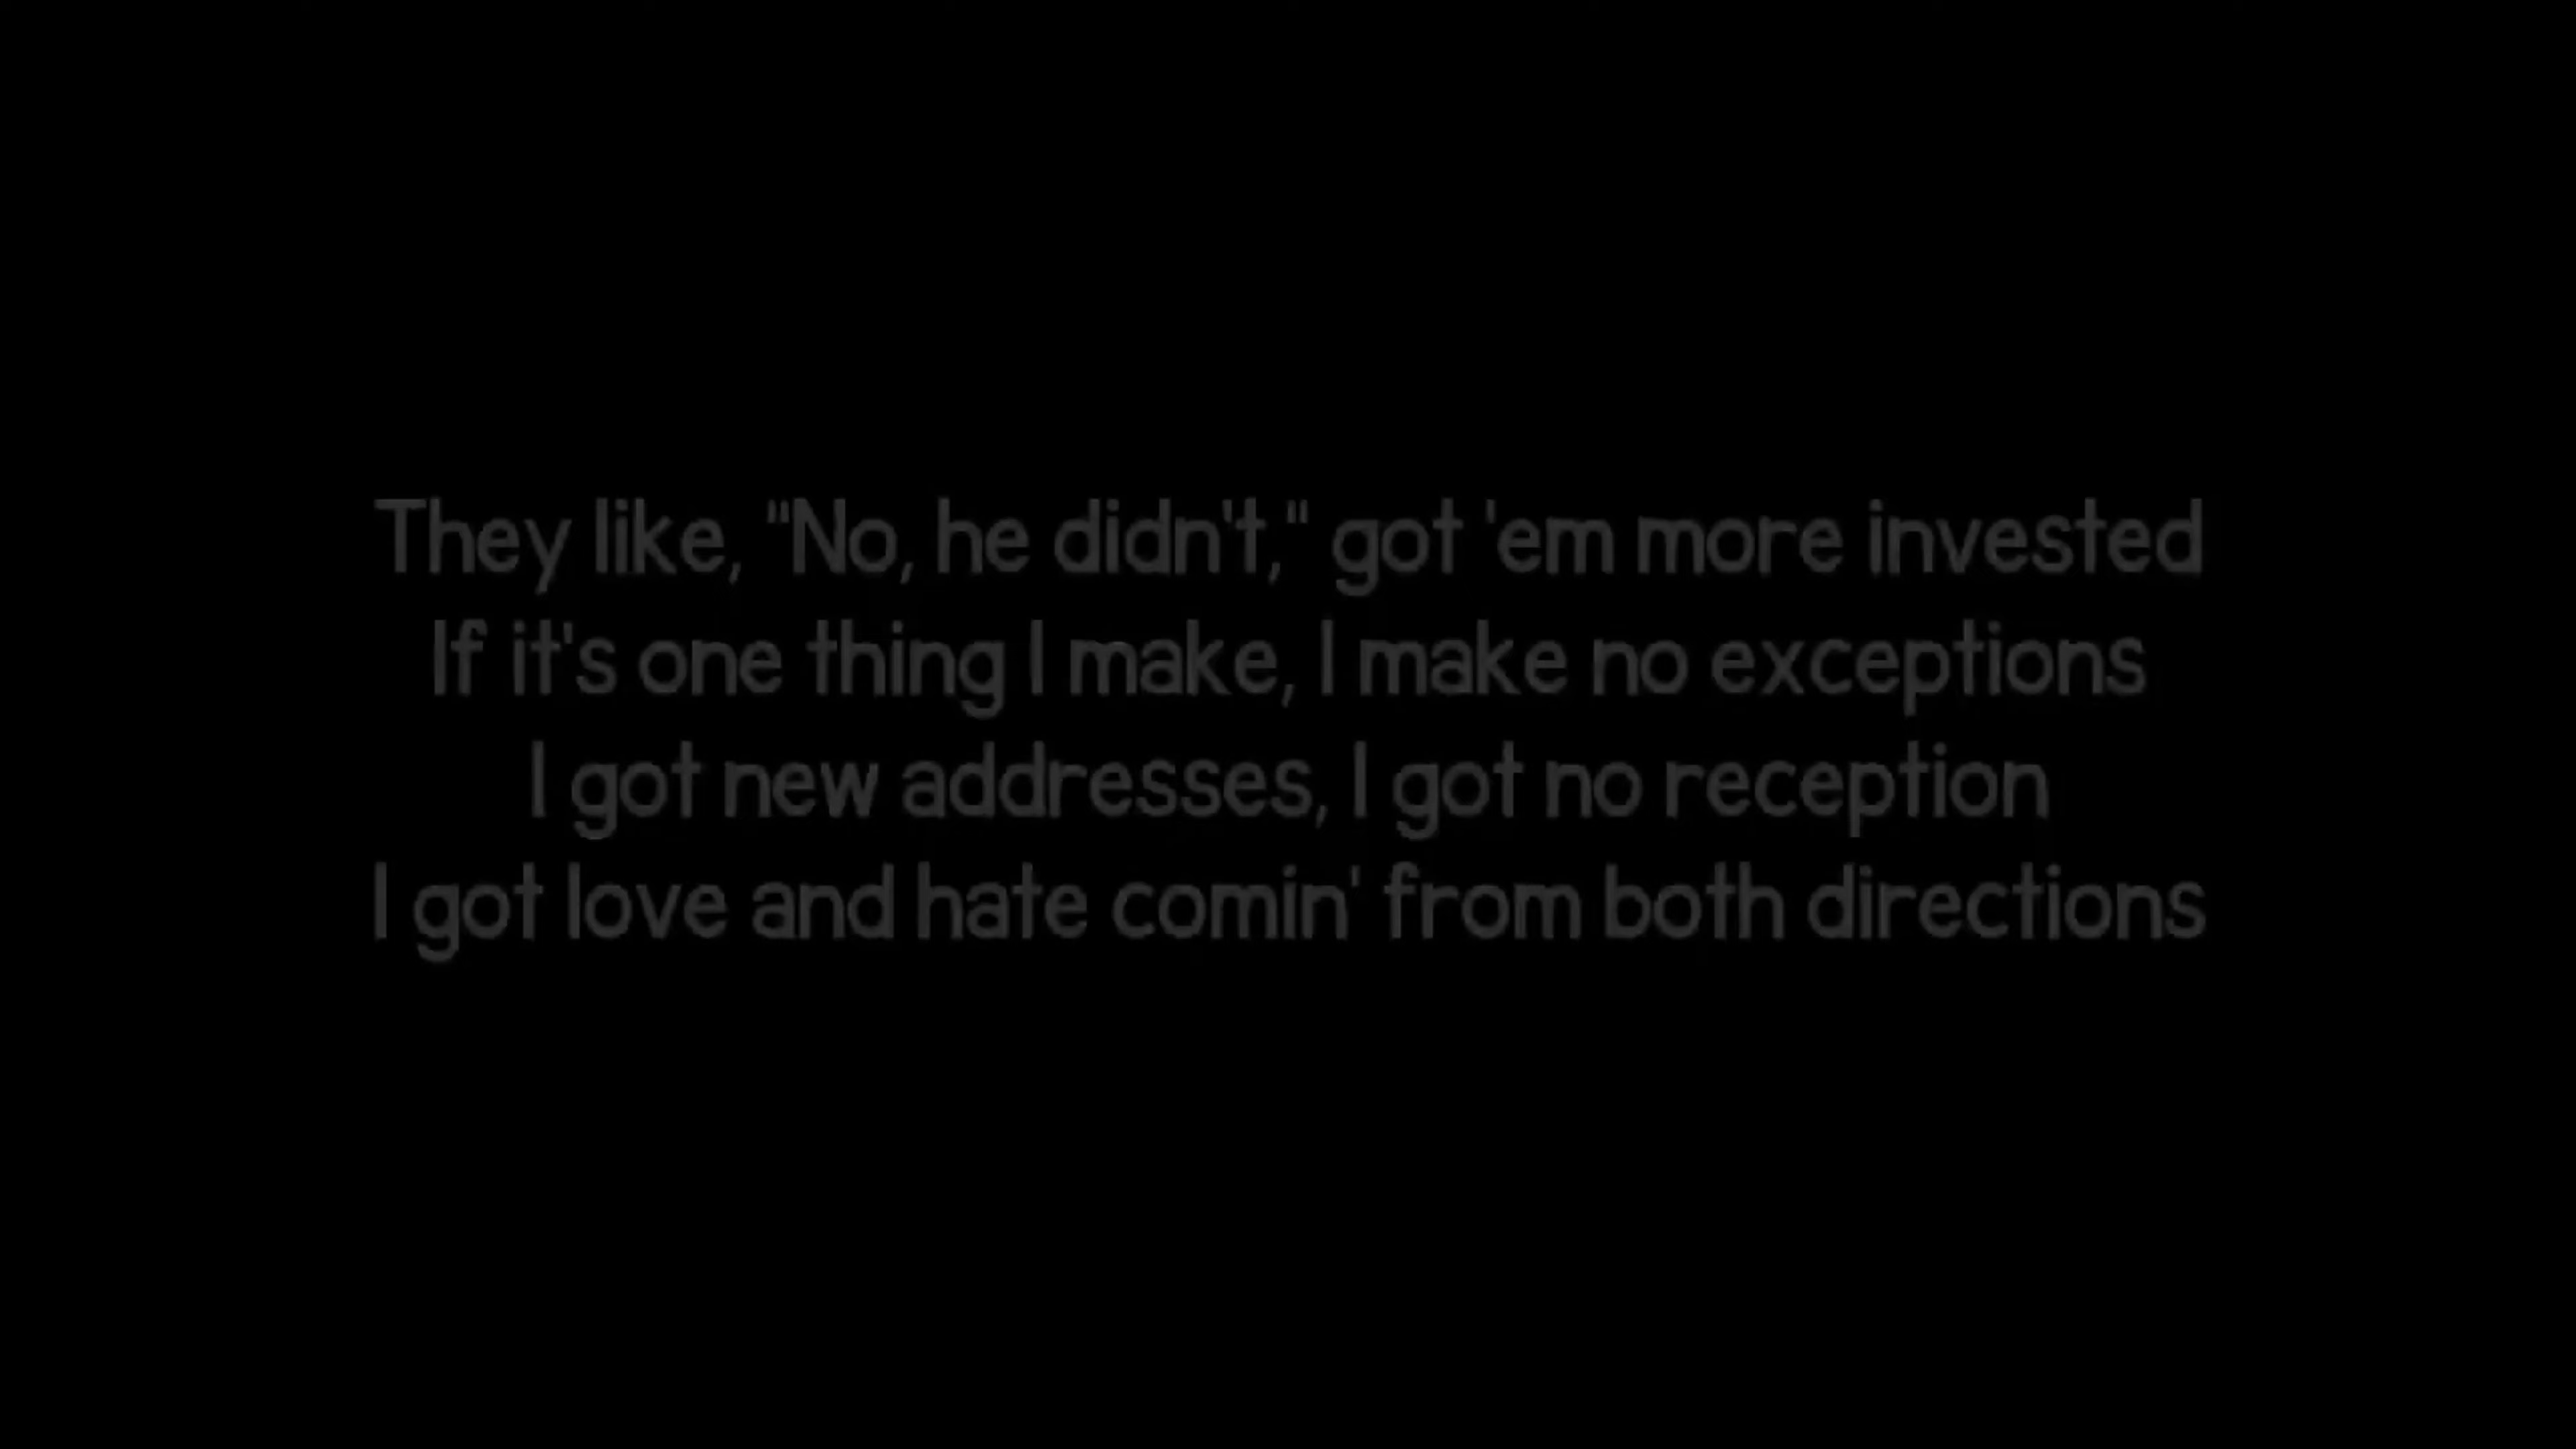 They like, "No, he didn't," got 'em more invested
If it's one thing I make, I make no exceptions
I got new addresses, I got no reception
I got love and hate comin' from both directions